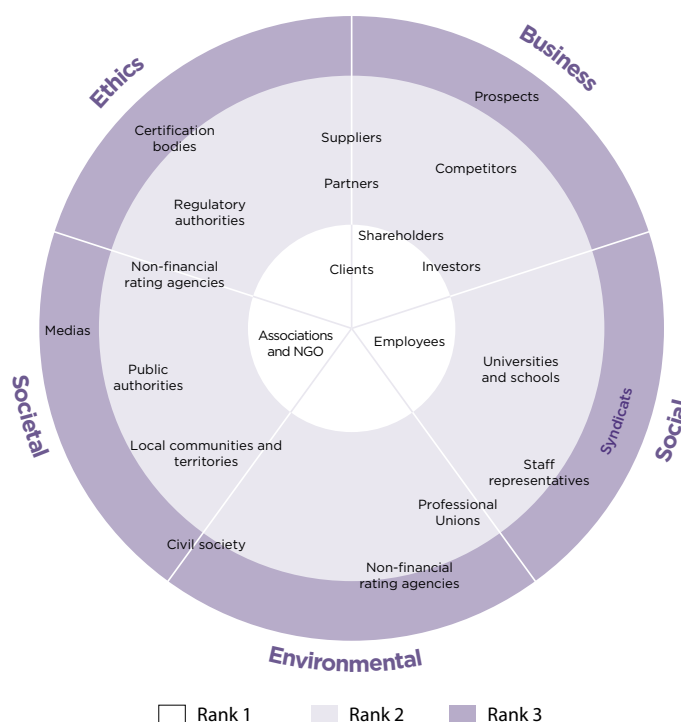 Ethics
Business
Prospects
Certification
bodies
Suppliers
Competitors
Partners
Regulatory
authorities
Shareholders
Clients
Investors
Non-financial
rating agencies
Medias
Associations
and NGO
Employees
Public
authorities
Universities
and schools
Societal
Syndicats
Social
Local communities and
territories
Staff
representatives
Professional
Unions
Civil society
Non-financial
rating agencies
Environmental
Rank 1
Rank 2
Rank 3